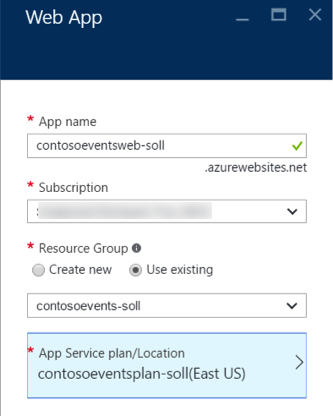 Web App
* App name
contosoeventsweb-soll
.azurewebsites.net
* Subscription
* Resource Group
Create new Use existing
contosoevents-soll
* App Service plan/Location
contosoeventsplan-soll(East US)